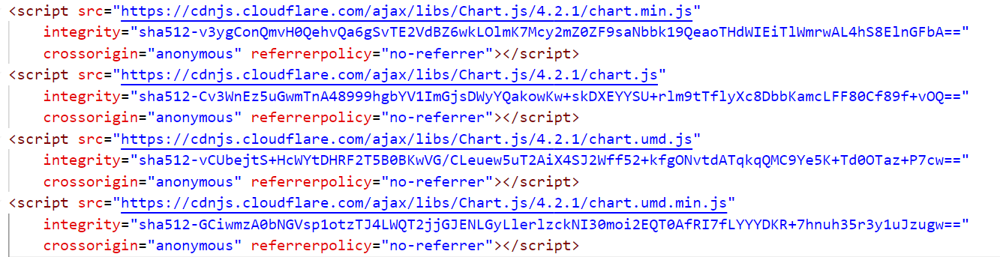 <script src="https://cdnjs.cloudflare.com/ajax/libs/Chart.js/4.2.1/chart.min.js"
integrity="sha512-v3ygConQmvH0QehvQa6gSvTE2VdBZ6wkLOlmK7Mcy2mZ0ZF9saNbbk19QeaoTHdWIEiTlWmrwAL4hS8ElnGFbA=="
crossorigin="anonymous" referrerpolicy="no-referrer"></script>
<script src="https://cdnjs.cloudflare.com/ajax/libs/Chart.js/4.2.1/chart.js"
integrity="sha512-Cv3WnEz5uGwmTnA48999hgbYV1ImGjsDWyYQakowKw+skDXEYYSU+rlm9tTflyXc8DbbKamcLFF80Cf89f+vOQ=="
crossorigin="anonymous" referrerpolicy="no-referrer"></script>
<script src="https://cdnjs.cloudflare.com/ajax/libs/Chart.js/4.2.1/chart.umd.js"
integrity="sha512-vCUbejtS+HcWYtDHRF2T5B0BKwVG/CLeuew5uT2AiX4SJ2Wff52+kfgONvtdATqkqQMC9Ye5K+Td0OTaz+P7cw=="
crossorigin="anonymous" referrerpolicy="no-referrer"></script>
<script src="https://cdnjs.cloudflare.com/ajax/libs/Chart.js/4.2.1/chart.umd.min.js"
integrity="sha512-GCiwmzA0bNGVsp1otzTJ4LWQT2jjGJENLGyLlerlzckNI30moi2EQT0AfRI7fLYYYDKR+7hnuh35r3y1uJzugw=="
crossorigin="anonymous" referrerpolicy="no-referrer"></script>